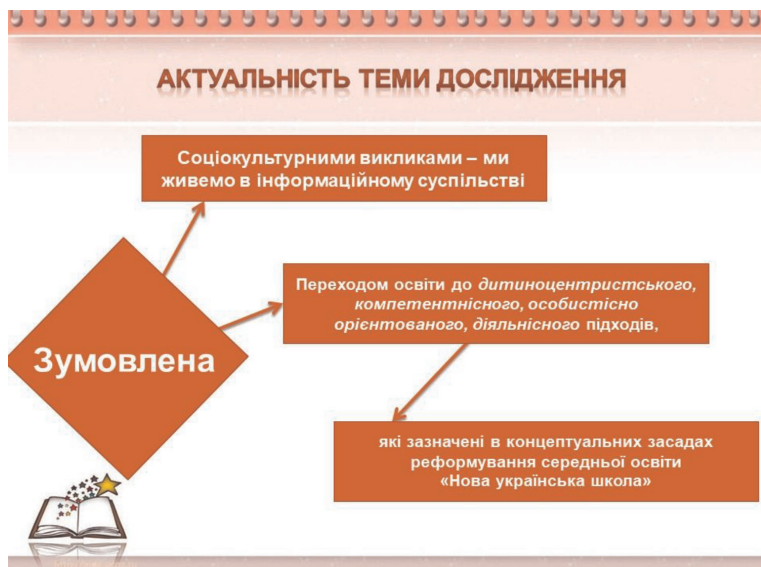 АКТУАЛЬНІСТЬ ТЕМИ ДОСЛІДЖЕННЯ
Соціокультурними викликами – ми
живемо в інформаційному суспільстві
Зумовлена
Переходом освіти до дитиноцентристського,
компетентнісного, особистісно
орієнтованого, діяльнісного підходів,
які зазначені в концептуальних засадах
реформування середньої освіти
«Нова українська школа»